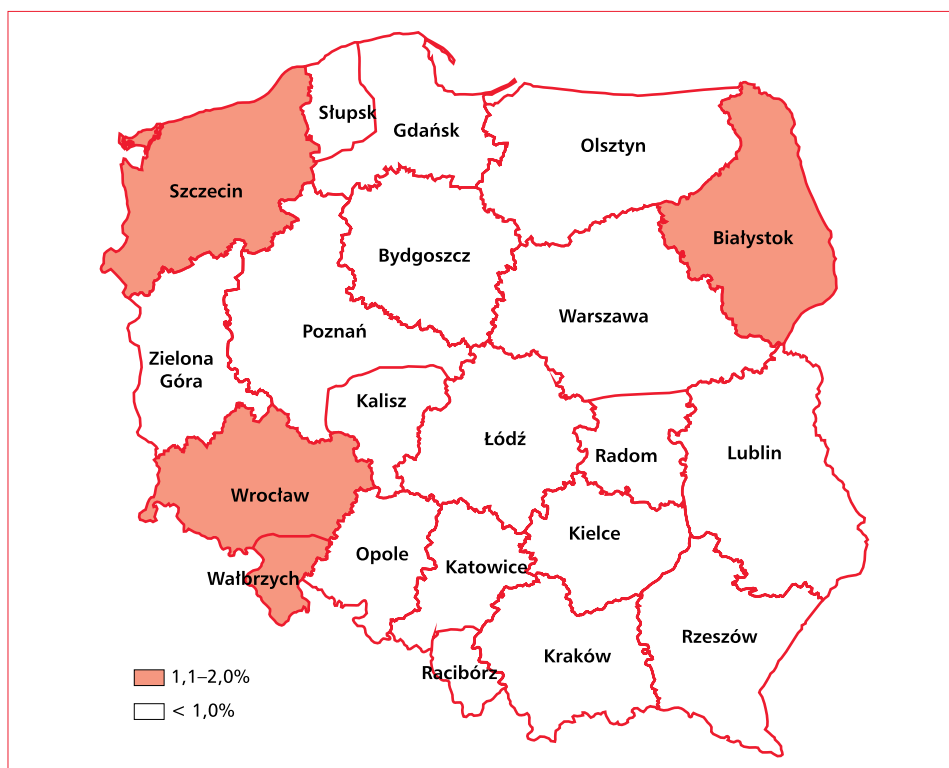 Słupsk
Gdańsk
Olsztyn
Szczecin
Białystok
Bydgoszcz
Warszawa
Poznań
Zielona
Góra
Kalisz
Łódź
Radom
Lublin
Wrocław
Kielce
Opole
Katowice
Wałbrzych
Rzeszów
Kraków
Racibórz
1,1–2,0%
< 1,0%